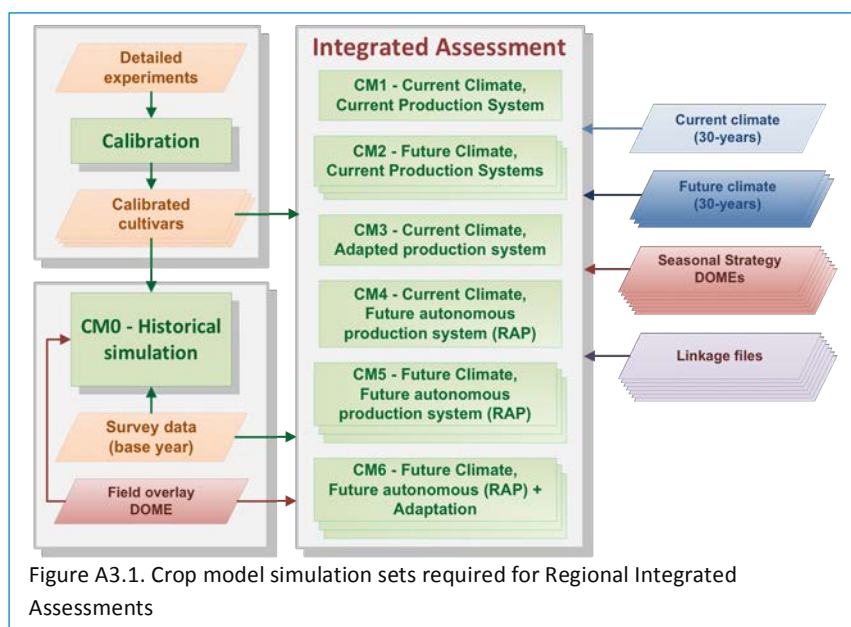 Detailed
experiments
Calibration
Calibrated
cultivars
CM0 - Historical
simulation
Survey data
(base year)
Field overlay
DOME
Integrated Assessment
CM1 - Current Climate,
Current Production System
CM2 - Future Climate,
Current Production Systems
CM3 - Current Climate,
Adapted production system
CM4 - Current Climate,
Future autonomous
production system (RAP)
CM5 - Future Climate,
Future autonomous
production system (RAP)
CM6 - Future Climate,
Future autonomous (RAP) +
Adaptation
Current climate
(30-years)
Future climate
(30-years)
Seasonal Strategy
DOMEs
Linkage files
Figure A3.1. Crop model simulation sets required for Regional Integrated
Assessments